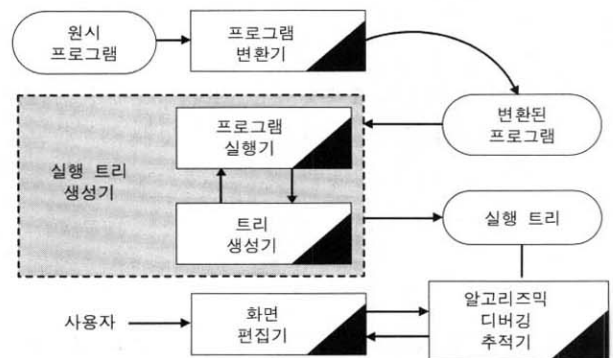 원시
프로그램
프로그램
변환기
변환된
프로그램
프로그램
실행기
실행 트리
생성기
트리
생성기
실행 트리
사용자
화면
편집기
알고리즈믹
디버깅
추적기